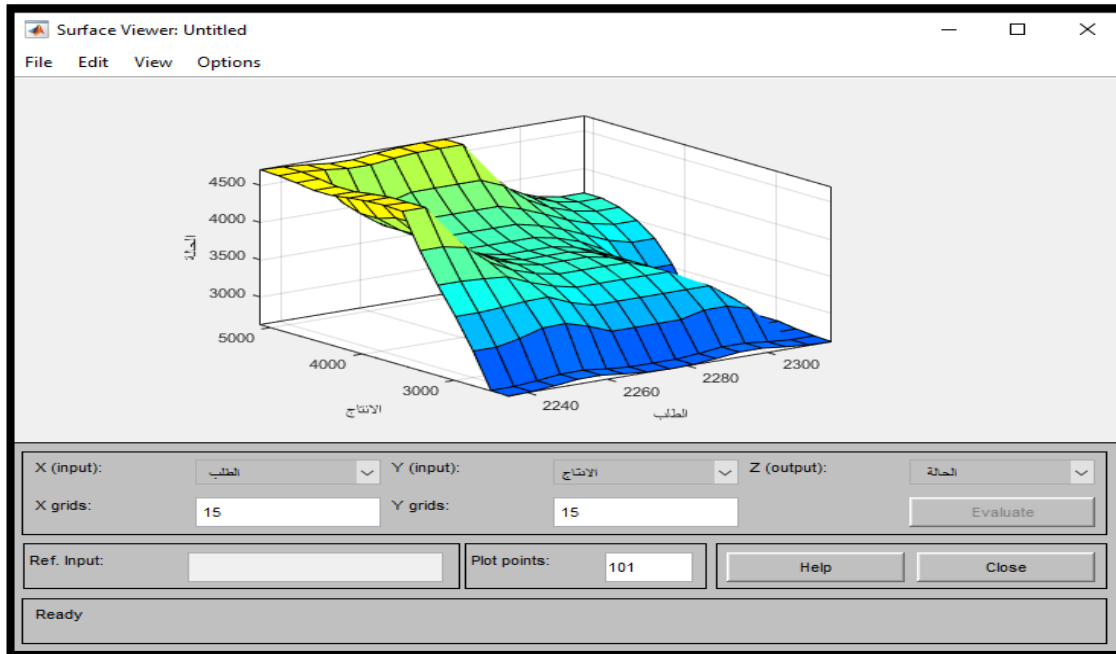 Surface Viewer: Untitled
File Edit View Options
4500
4000
3500
3000
الحالة
5000
4000
3000
الانتاج
2240
2260
2280
2300
الطلب
X (input): الطلب Y (input): الانتاج Z (output): الحالة
X grids: 15 Y grids: 15 Evaluate
Ref. Input: Plot points: 101 Help Close
Ready